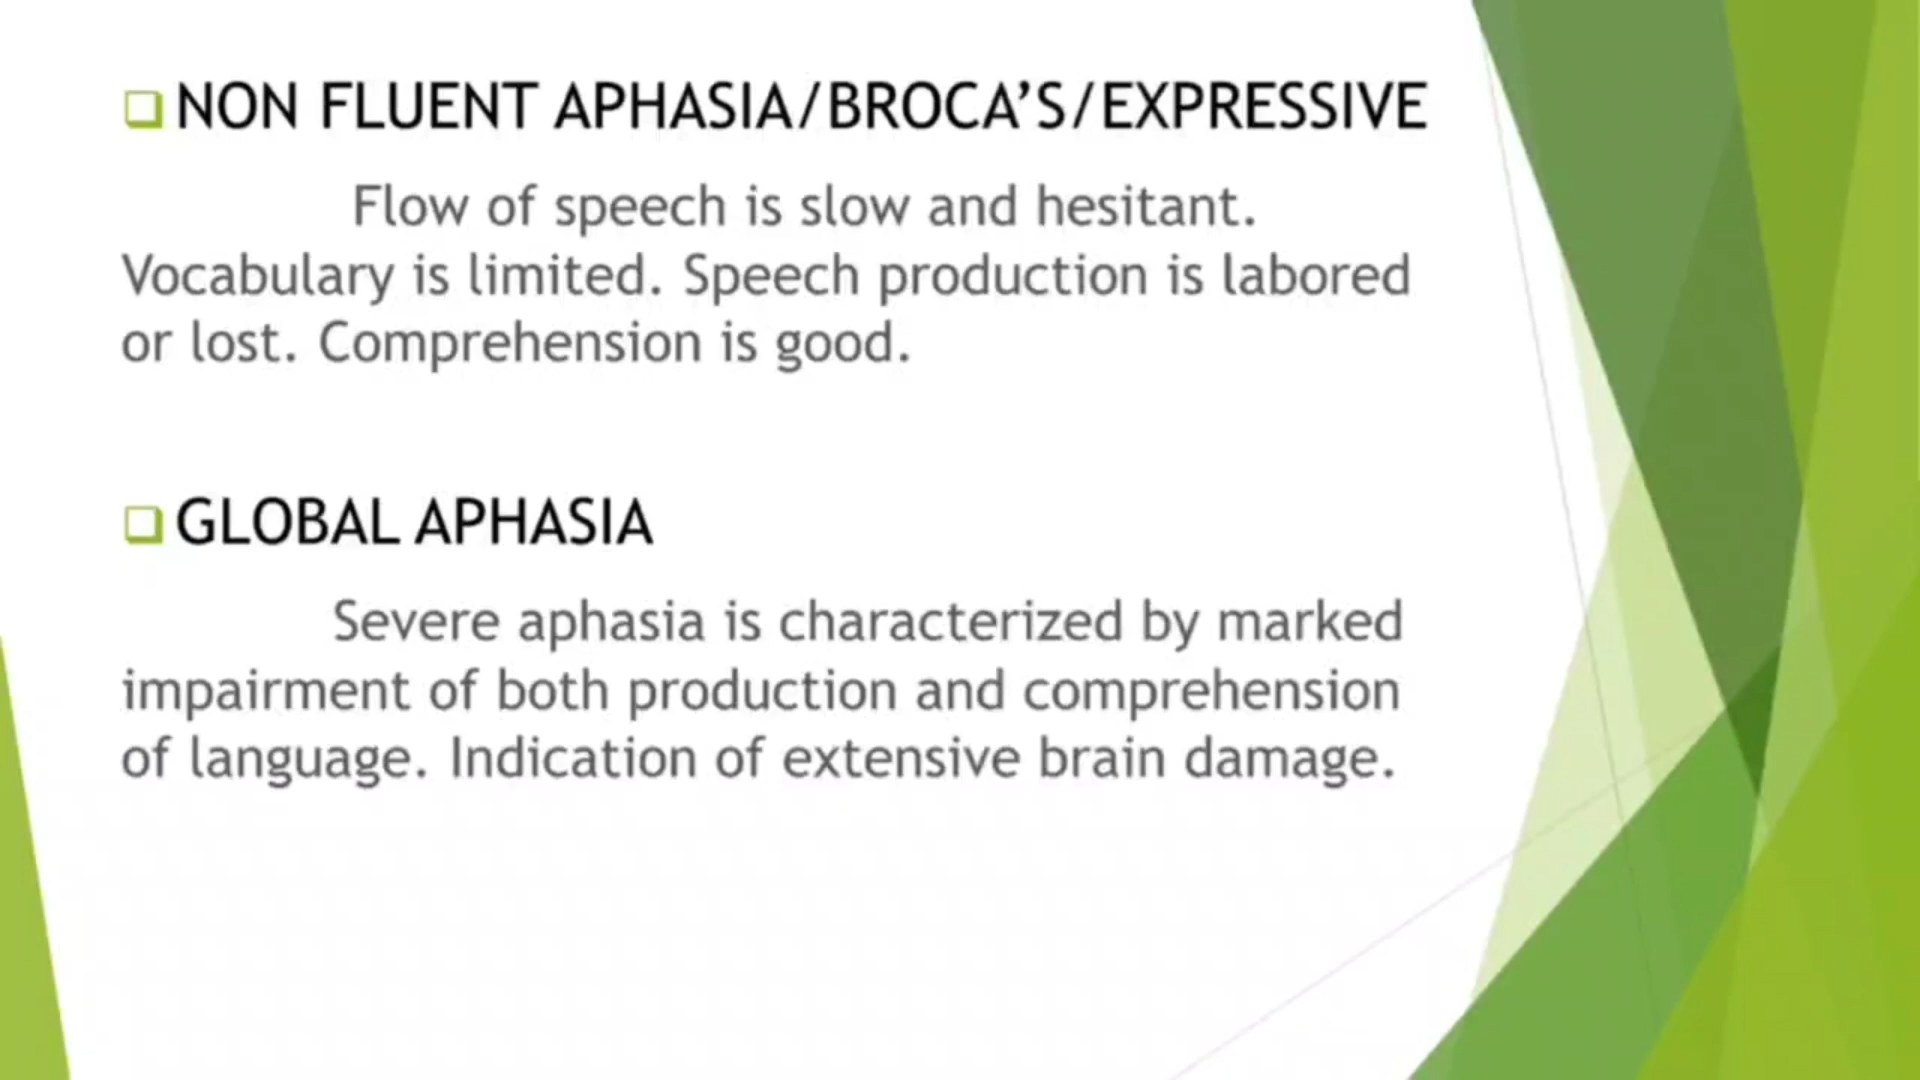 NON FLUENT APHASIA/BROCA’S/EXPRESSIVE
Flow of speech is slow and hesitant.
Vocabulary is limited. Speech production is labored
or lost. Comprehension is good.
GLOBAL APHASIA
Severe aphasia is characterized by marked
impairment of both production and comprehension
of language. Indication of extensive brain damage.